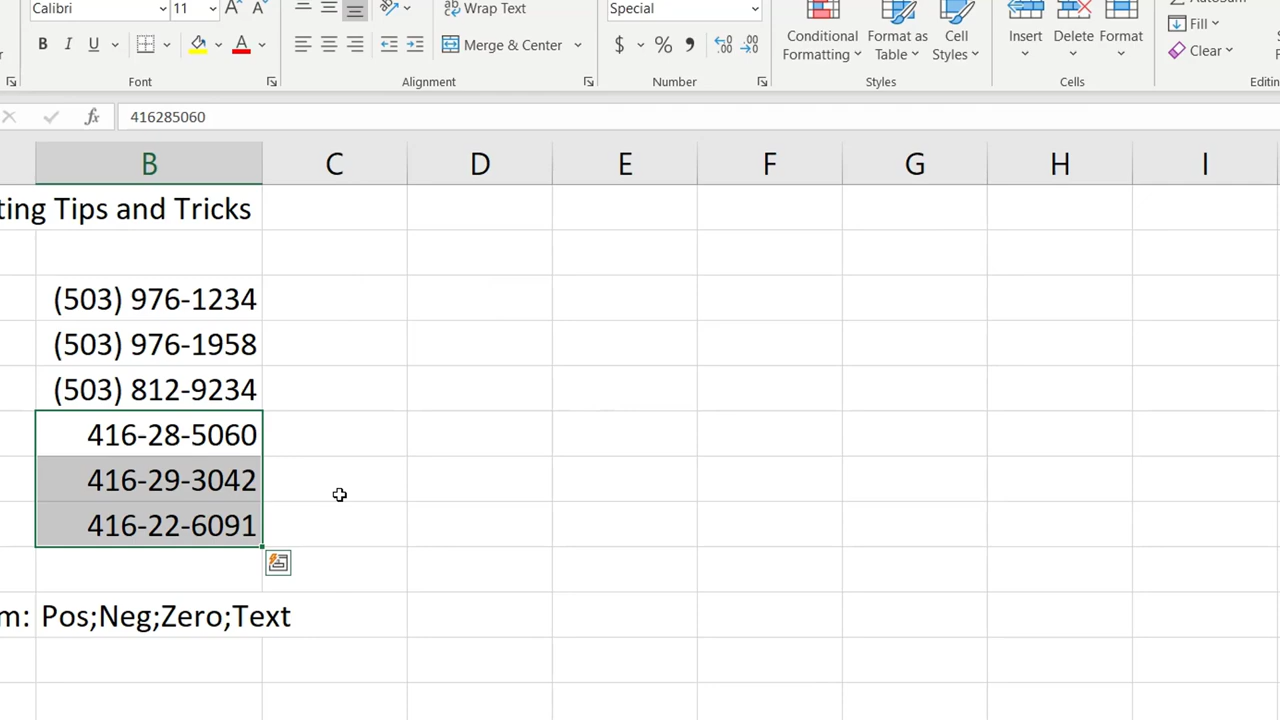 Calibri
11
A
A
ab
Wrap Text
Special
B
I
U
A
Merge & Center
$
%
Conditional
Formatting
Format as
Table
Cell
Styles
Insert
Delete
Format
Fill
Clear
Font
Alignment
Number
Styles
Cells
fx
416285060
B
C
D
E
F
G
H
I
Tips and Tricks
(503) 976-1234
(503) 976-1958
(503) 812-9234
416-28-5060
416-29-3042
416-22-6091
Pos;Neg;Zero;Text